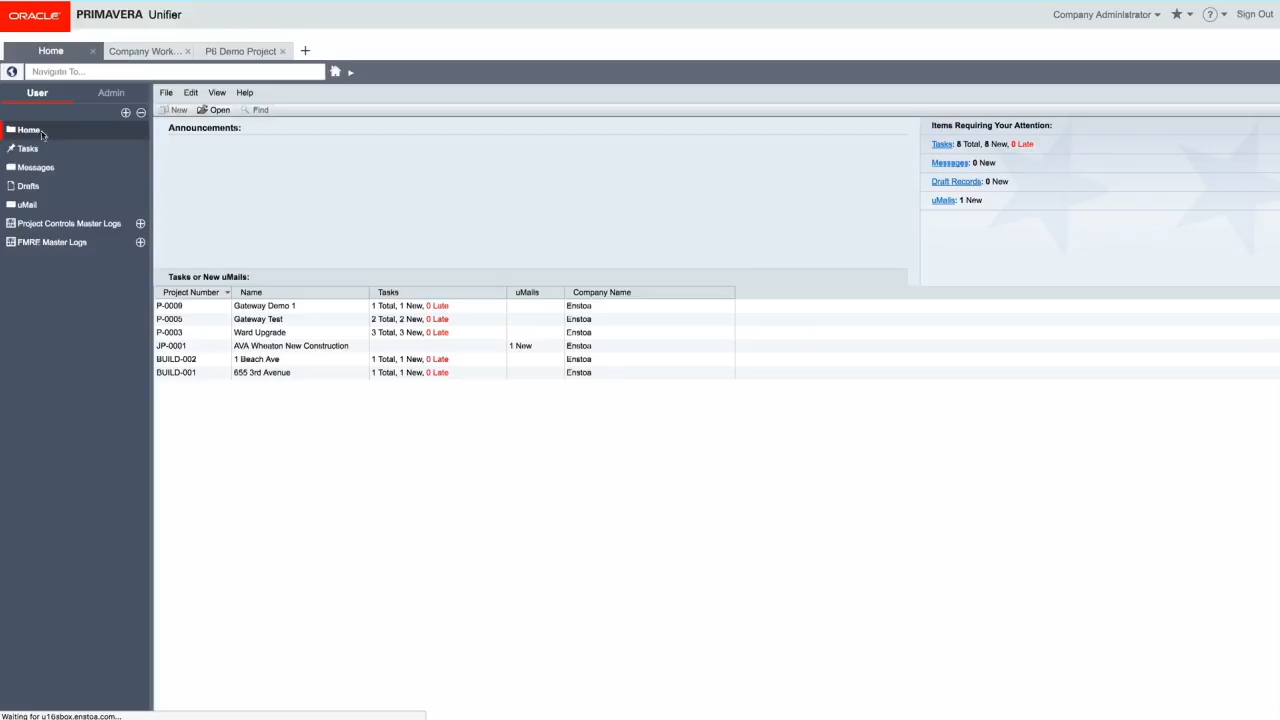 ORACLE PRIMAVERA Unifier Company Administrator Sign Out
Home Company Work... P6 Demo Project
Navigate To...
User Admin File Edit View Help
New Open Find
Home Announcements: Items Requiring Your Attention:
Tasks Tasks: 8 Total, 8 New, 0 Late
Messages Messages: 0 New
Drafts Draft Records: 0 New
uMail uMails: 1 New
Project Controls Master Logs
FMRE Master Logs
Tasks or New uMails:
Project Number Name Tasks uMails Company Name
P-0009 Gateway Demo 1 1 Total, 1 New, 0 Late Enstoa
P-0005 Gateway Test 2 Total, 2 New, 0 Late Enstoa
P-0003 Ward Upgrade 3 Total, 3 New, 0 Late Enstoa
JP-0001 AVA Wheaton New Construction 1 New Enstoa
BUILD-002 1 Beach Ave 1 Total, 1 New, 0 Late Enstoa
BUILD-001 655 3rd Avenue 1 Total, 1 New, 0 Late Enstoa
Waiting for u16sbox.enstoa.com...